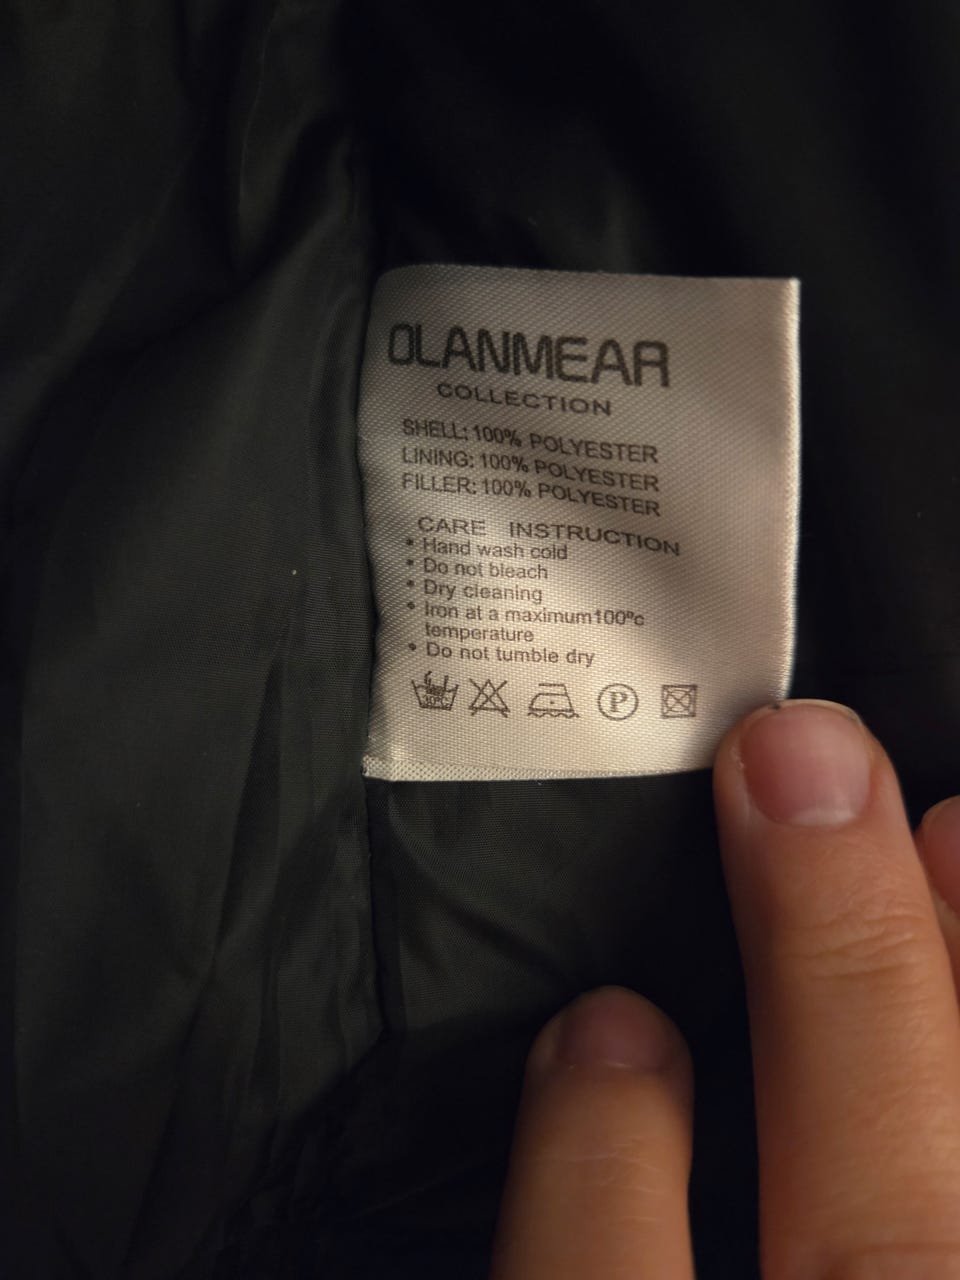 OLANMEAR
COLLECTION
SHELL: 100% POLYESTER
LINING: 100% POLYESTER
FILLER: 100% POLYESTER
CARE INSTRUCTION
* Hand wash cold
* Do not bleach
* Dry cleaning
* Iron at a maximum100ºc
temperature
* Do not tumble dry
P